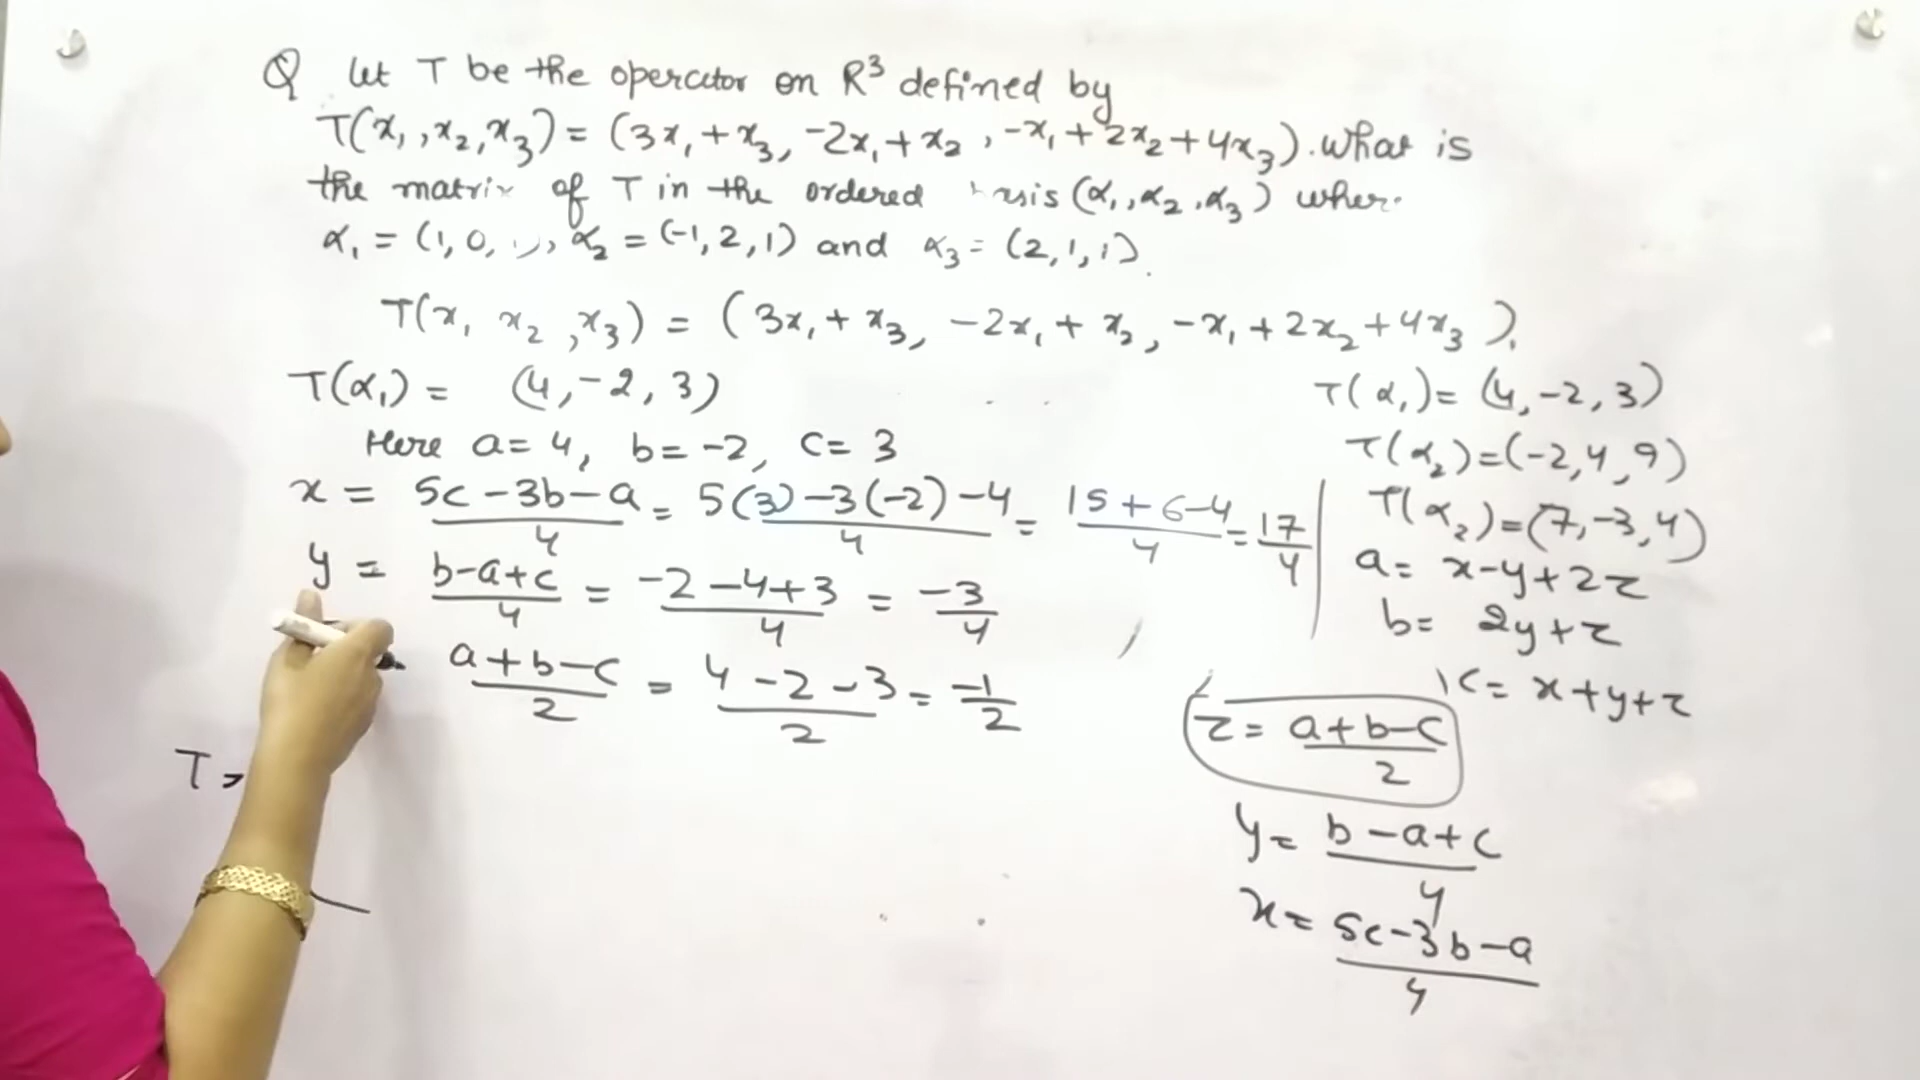 Q let T be the operator on R³ defined by
T(x₁, x₂, x₃) = (3x₁ + x₃, -2x₁ + x₂, -x₁ + 2x₂ + 4x₃). What is
the matrix of T in the ordered basis (α₁, α₂, α₃) where
α₁ = (1, 0, 1), α₂ = (-1, 2, 1) and α₃ = (2, 1, 1).
T(x₁ x₂, x₃) = (3x₁ + x₃, -2x₁ + x₂, -x₁ + 2x₂ + 4x₃).
T(α₁) = (4, -2, 3)
Here a = 4, b = -2, c = 3
x = (5c - 3b - a)/4 = (5(3) - 3(-2) - 4)/4 = (15 + 6 - 4)/4 = 17/4
y = (b - a + c)/4 = (-2 - 4 + 3)/4 = -3/4
(a + b - c)/2 = (4 - 2 - 3)/2 = -1/2
T =
T(α₁) = (4, -2, 3)
T(α₂) = (-2, 4, 9)
T(α₂) = (7, -3, 4)
a = x - y + 2z
b = 2y + z
c = x + y + z
z = (a + b - c)/2
y = (b - a + c)/4
x = (5c - 3b - a)/4